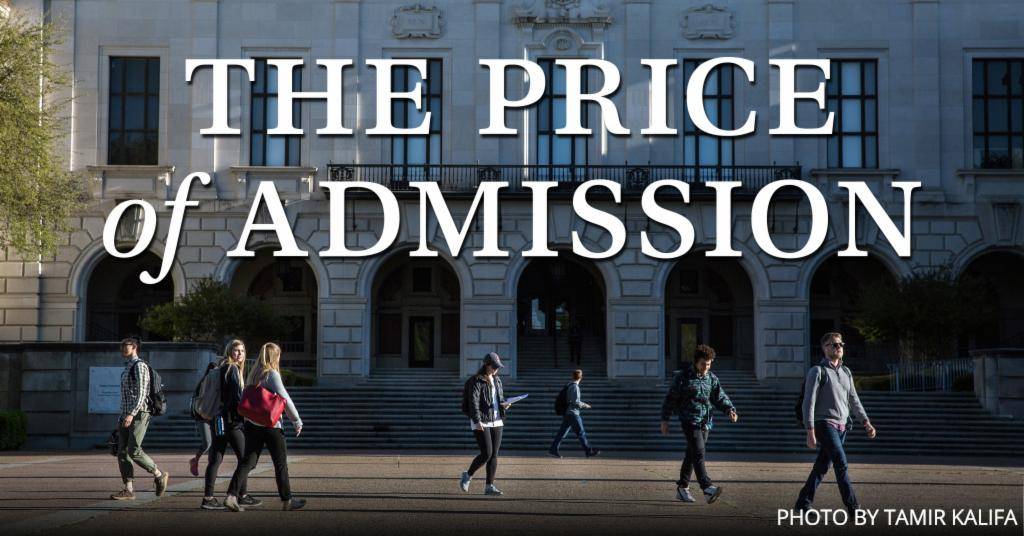 THE PRICE
of ADMISSION
PHOTO BY TAMIR KALIFA